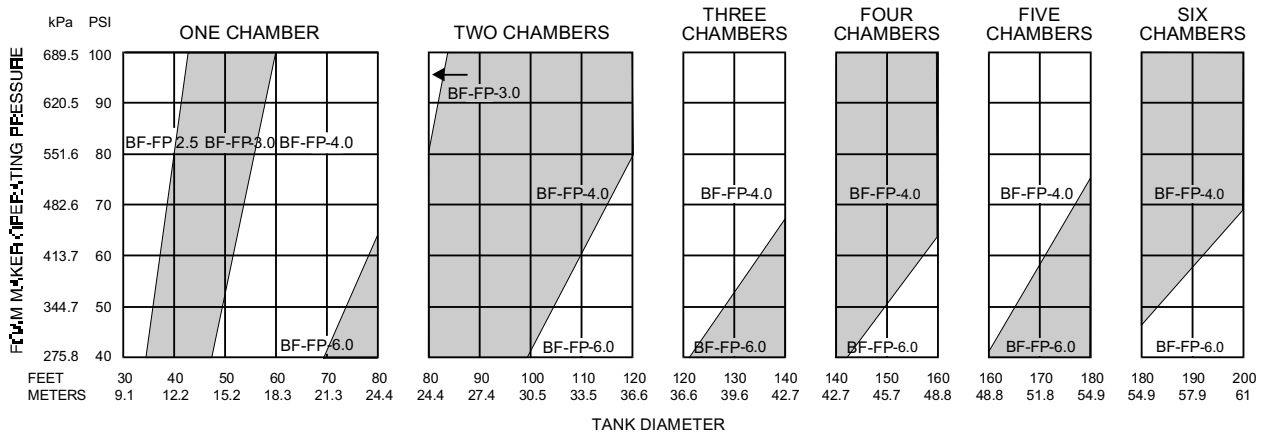 kPa PSI
ONE CHAMBER
TWO CHAMBERS
THREE
CHAMBERS
FOUR
CHAMBERS
FIVE
CHAMBERS
SIX
CHAMBERS
FOAM MAKER OPERATING PRESSURE
689.5 100
620.5 90
551.6 80
482.6 70
413.7 60
344.7 50
275.8 40
BF-FP 2.5 BF-FP-3.0 BF-FP-4.0
BF-FP-6.0
BF-FP-3.0
BF-FP-4.0
BF-FP-6.0
BF-FP-4.0
BF-FP-6.0
BF-FP-4.0
BF-FP-6.0
BF-FP-4.0
BF-FP-6.0
BF-FP-4.0
BF-FP-6.0
FEET 30 40 50 60 70 80 80 90 100 110 120 120 130 140 140 150 160 160 170 180 180 190 200
METERS 9.1 12.2 15.2 18.3 21.3 24.4 24.4 27.4 30.5 33.5 36.6 36.6 39.6 42.7 42.7 45.7 48.8 48.8 51.8 54.9 54.9 57.9 61
TANK DIAMETER